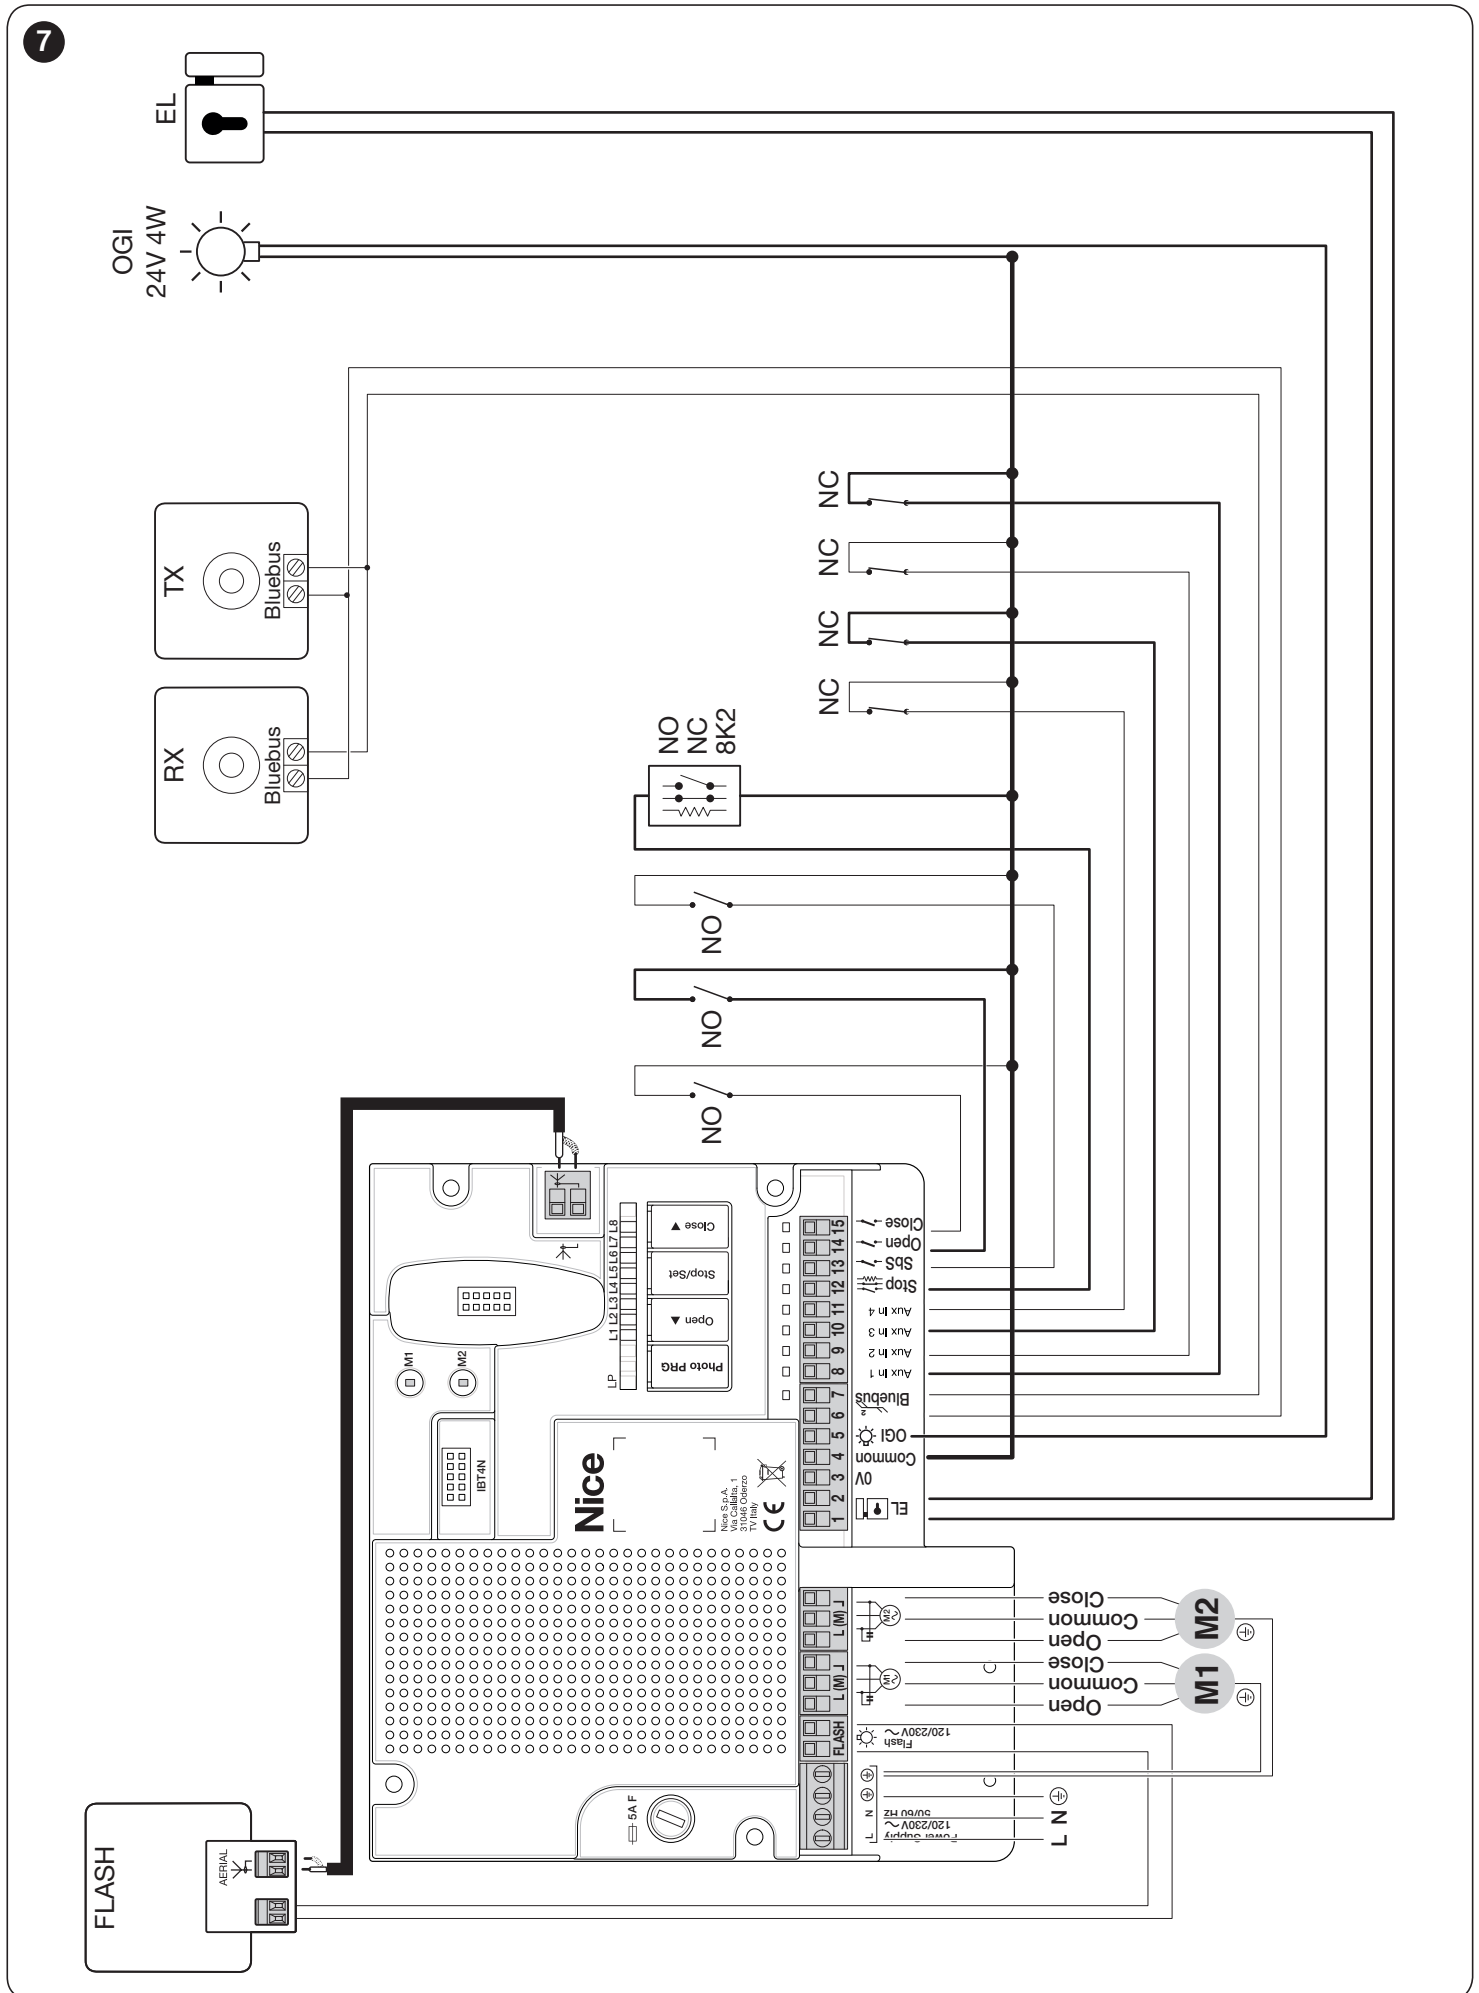 7
EL
OGI
24V 4W
TX
Bluebus
RX
Bluebus
NC
NC
NC
NC
NO
NC
8K2
NO
NO
NO
FLASH
AERIAL
M1
M2
IBT4N
LP
L1 L2 L3 L4 L5 L6 L7 L8
Photo PRG
Open ▲
Stop/Set
Close ▼
Nice
Nice S.p.A.
Via Callalta, 1
31046 Oderzo
TV Italy
CE
5A F
15 Close
14 Open
13 SbS
12 Stop
11 Aux In 4
10 Aux In 3
9 Aux In 2
8 Aux In 1
7
6
Bluebus
5 OGI
4 Common
3 0V
2
1
EL
L (M)
M2
Close
Common
Open
M2
L (M)
M1
Close
Common
Open
M1
FLASH
Flash
120/230V
L N
Power Supply
120/230V
50/60 Hz
L N